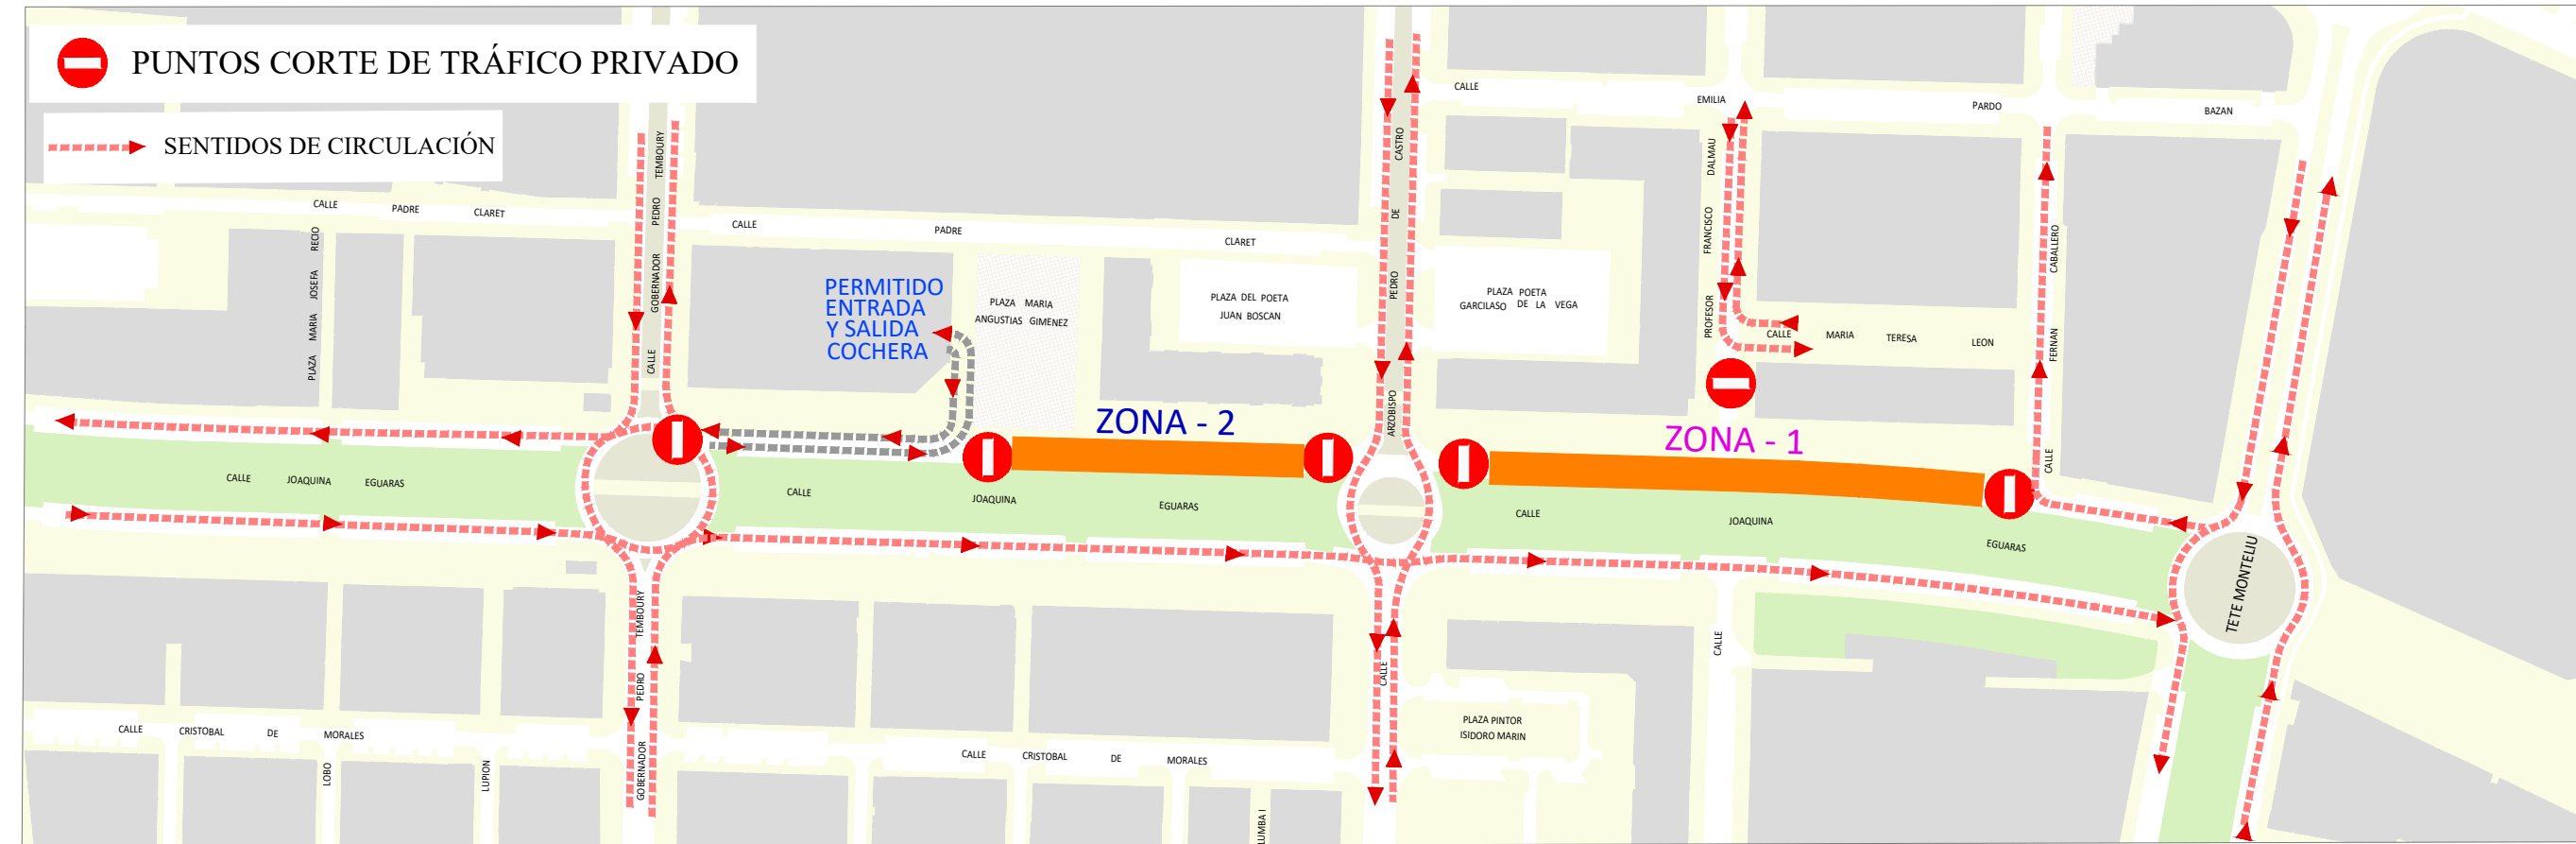 PUNTOS CORTE DE TRÁFICO PRIVADO
SENTIDOS DE CIRCULACIÓN
CALLE EMILIA PARDO BAZAN
CALLE PADRE CLARET
CALLE PADRE CLARET
PLAZA MARIA JOSEFA RECIO
CALLE GOBERNADOR PEDRO TEMBOURY
PERMITIDO
ENTRADA
Y SALIDA
COCHERA
PLAZA MARIA
ANGUSTIAS GIMENEZ
PLAZA DEL POETA
JUAN BOSCAN
ARZOBISPO PEDRO DE CASTRO
PLAZA POETA
GARCILASO DE LA VEGA
PROFESOR FRANCISCO DALMAU
CALLE MARIA TERESA LEON
CALLE FERNAN CABALLERO
ZONA - 2
ZONA - 1
CALLE JOAQUINA EGUARAS
CALLE JOAQUINA EGUARAS
CALLE JOAQUINA EGUARAS
TETE MONTELIU
GOBERNADOR PEDRO TEMBOURY
CALLE
CALLE
PLAZA PINTOR
ISIDORO MARIN
CALLE CRISTOBAL DE MORALES
CALLE CRISTOBAL DE MORALES
LOBO
LUPION
LUMBA I